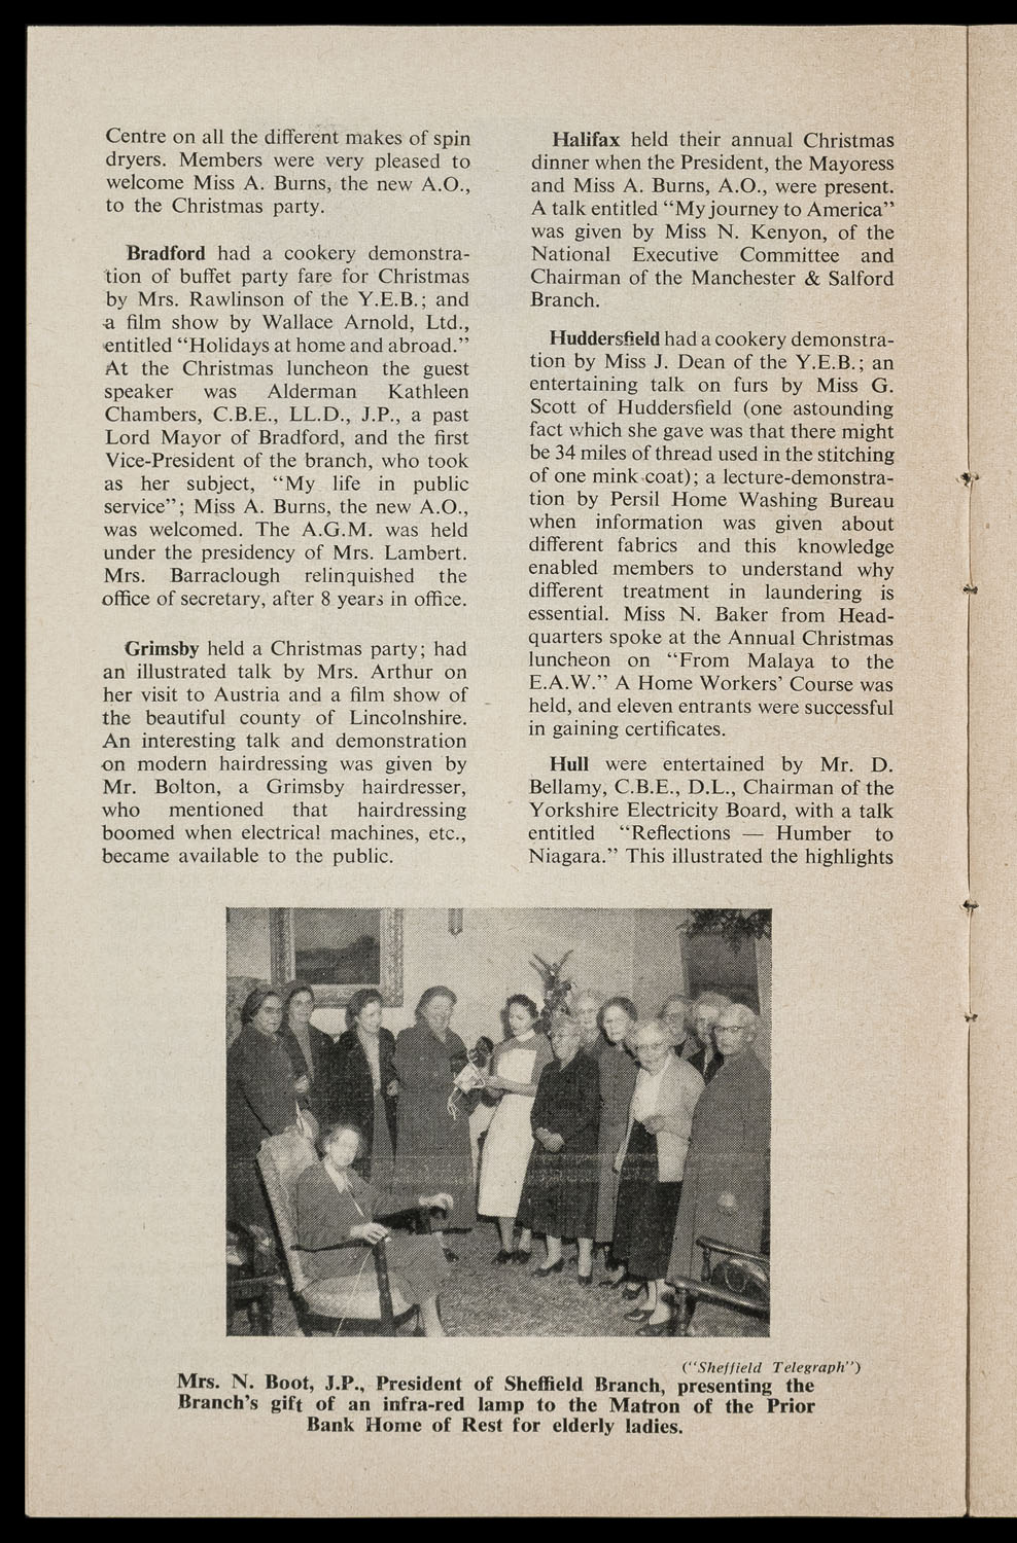 Centre on all the different makes of spin
dryers. Members were very pleased to
welcome Miss A. Burns, the new A.O.,
to the Christmas party.
Bradford had a cookery demonstra-
tion of buffet party fare for Christmas
by Mrs. Rawlinson of the Y.E.B.; and
a film show by Wallace Arnold, Ltd.,
entitled “Holidays at home and abroad.”
At the Christmas luncheon the guest
speaker was Alderman Kathleen
Chambers, C.B.E., LL.D., J.P., a past
Lord Mayor of Bradford, and the first
Vice-President of the branch, who took
as her subject, “My life in public
service”; Miss A. Burns, the new A.O.,
was welcomed. The A.G.M. was held
under the presidency of Mrs. Lambert.
Mrs. Barraclough relinquished the
office of secretary, after 8 years in office.
Grimsby held a Christmas party; had
an illustrated talk by Mrs. Arthur on
her visit to Austria and a film show of
the beautiful county of Lincolnshire.
An interesting talk and demonstration
on modern hairdressing was given by
Mr. Bolton, a Grimsby hairdresser,
who mentioned that hairdressing
boomed when electrical machines, etc.,
became available to the public.
Halifax held their annual Christmas
dinner when the President, the Mayoress
and Miss A. Burns, A.O., were present.
A talk entitled “My journey to America”
was given by Miss N. Kenyon, of the
National Executive Committee and
Chairman of the Manchester & Salford
Branch.
Huddersfield had a cookery demonstra-
tion by Miss J. Dean of the Y.E.B.; an
entertaining talk on furs by Miss G.
Scott of Huddersfield (one astounding
fact which she gave was that there might
be 34 miles of thread used in the stitching
of one mink coat); a lecture-demonstra-
tion by Persil Home Washing Bureau
when information was given about
different fabrics and this knowledge
enabled members to understand why
different treatment in laundering is
essential. Miss N. Baker from Head-
quarters spoke at the Annual Christmas
luncheon on “From Malaya to the
E.A.W.” A Home Workers’ Course was
held, and eleven entrants were successful
in gaining certificates.
Hull were entertained by Mr. D.
Bellamy, C.B.E., D.L., Chairman of the
Yorkshire Electricity Board, with a talk
entitled “Reflections — Humber to
Niagara.” This illustrated the highlights
(“Sheffield Telegraph”)
Mrs. N. Boot, J.P., President of Sheffield Branch, presenting the
Branch’s gift of an infra-red lamp to the Matron of the Prior
Bank Home of Rest for elderly ladies.